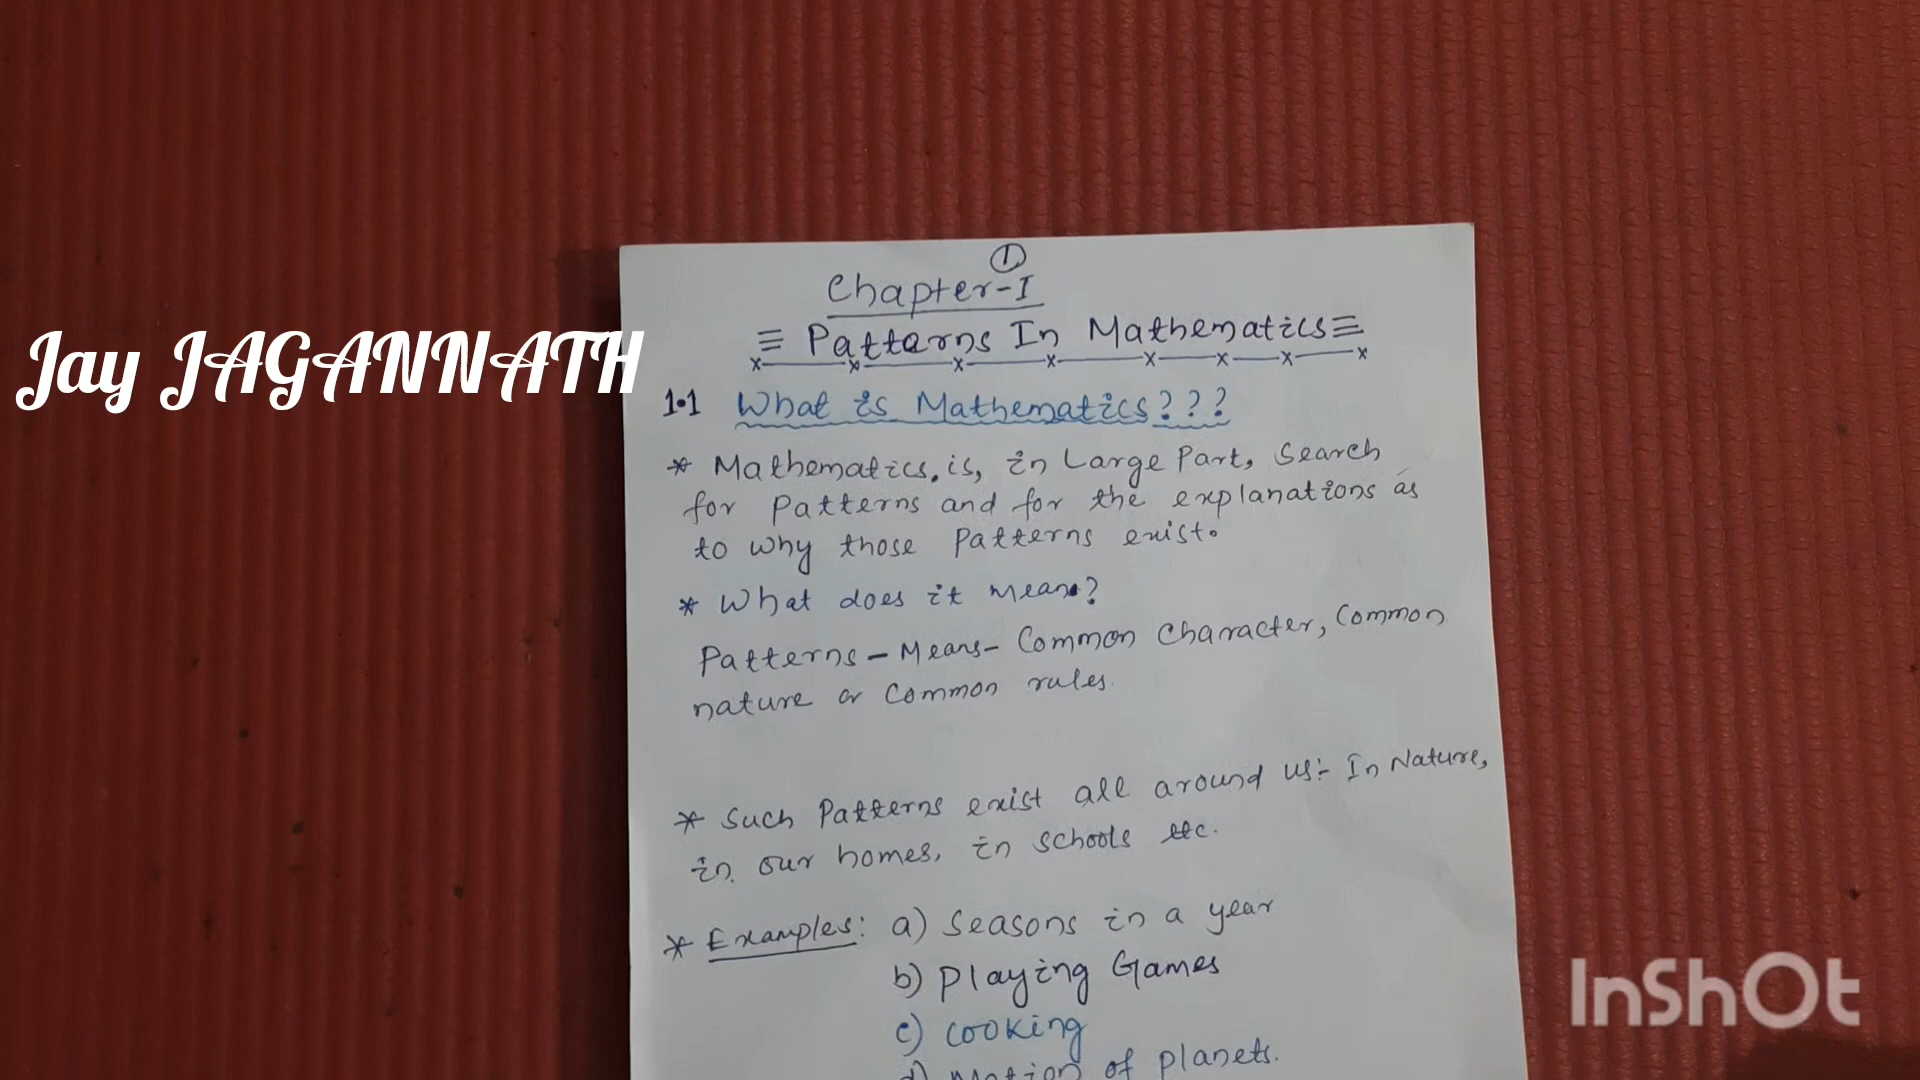 Jay JAGANNATH
1
Chapter-I
Patterns In Mathematics
1.1 What is Mathematics???
* Mathematics, is, in Large Part, Search
for Patterns and for the explanations as
to why those Patterns exist.
* What does it mean?
Patterns - Means - Common Character, Common
nature or Common rules.
* Such Patterns exist all around us:- In Nature,
in our homes, in schools etc.
* Examples: a) Seasons in a year
b) Playing Games
c) Cooking
d) Motion of planets.
InShOt